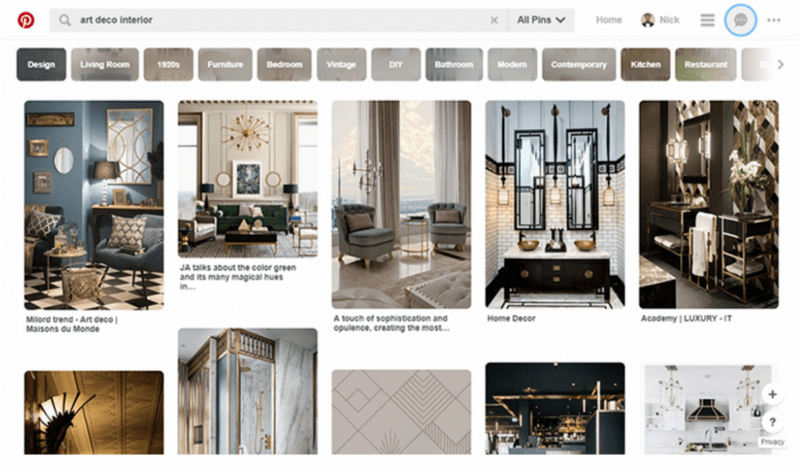 art deco interior
All Pins
Home
Nick
Design
Living Room
1920s
Furniture
Bedroom
Vintage
DIY
Bathroom
Modern
Contemporary
Kitchen
Restaurant
JA talks about the color green
and its many magical hues
in...
Milord trend - Art deco |
Maisons du Monde
A touch of sophistication and
opulence, creating the most...
Home Decor
Academy | LUXURY - IT
+
?
Privacy